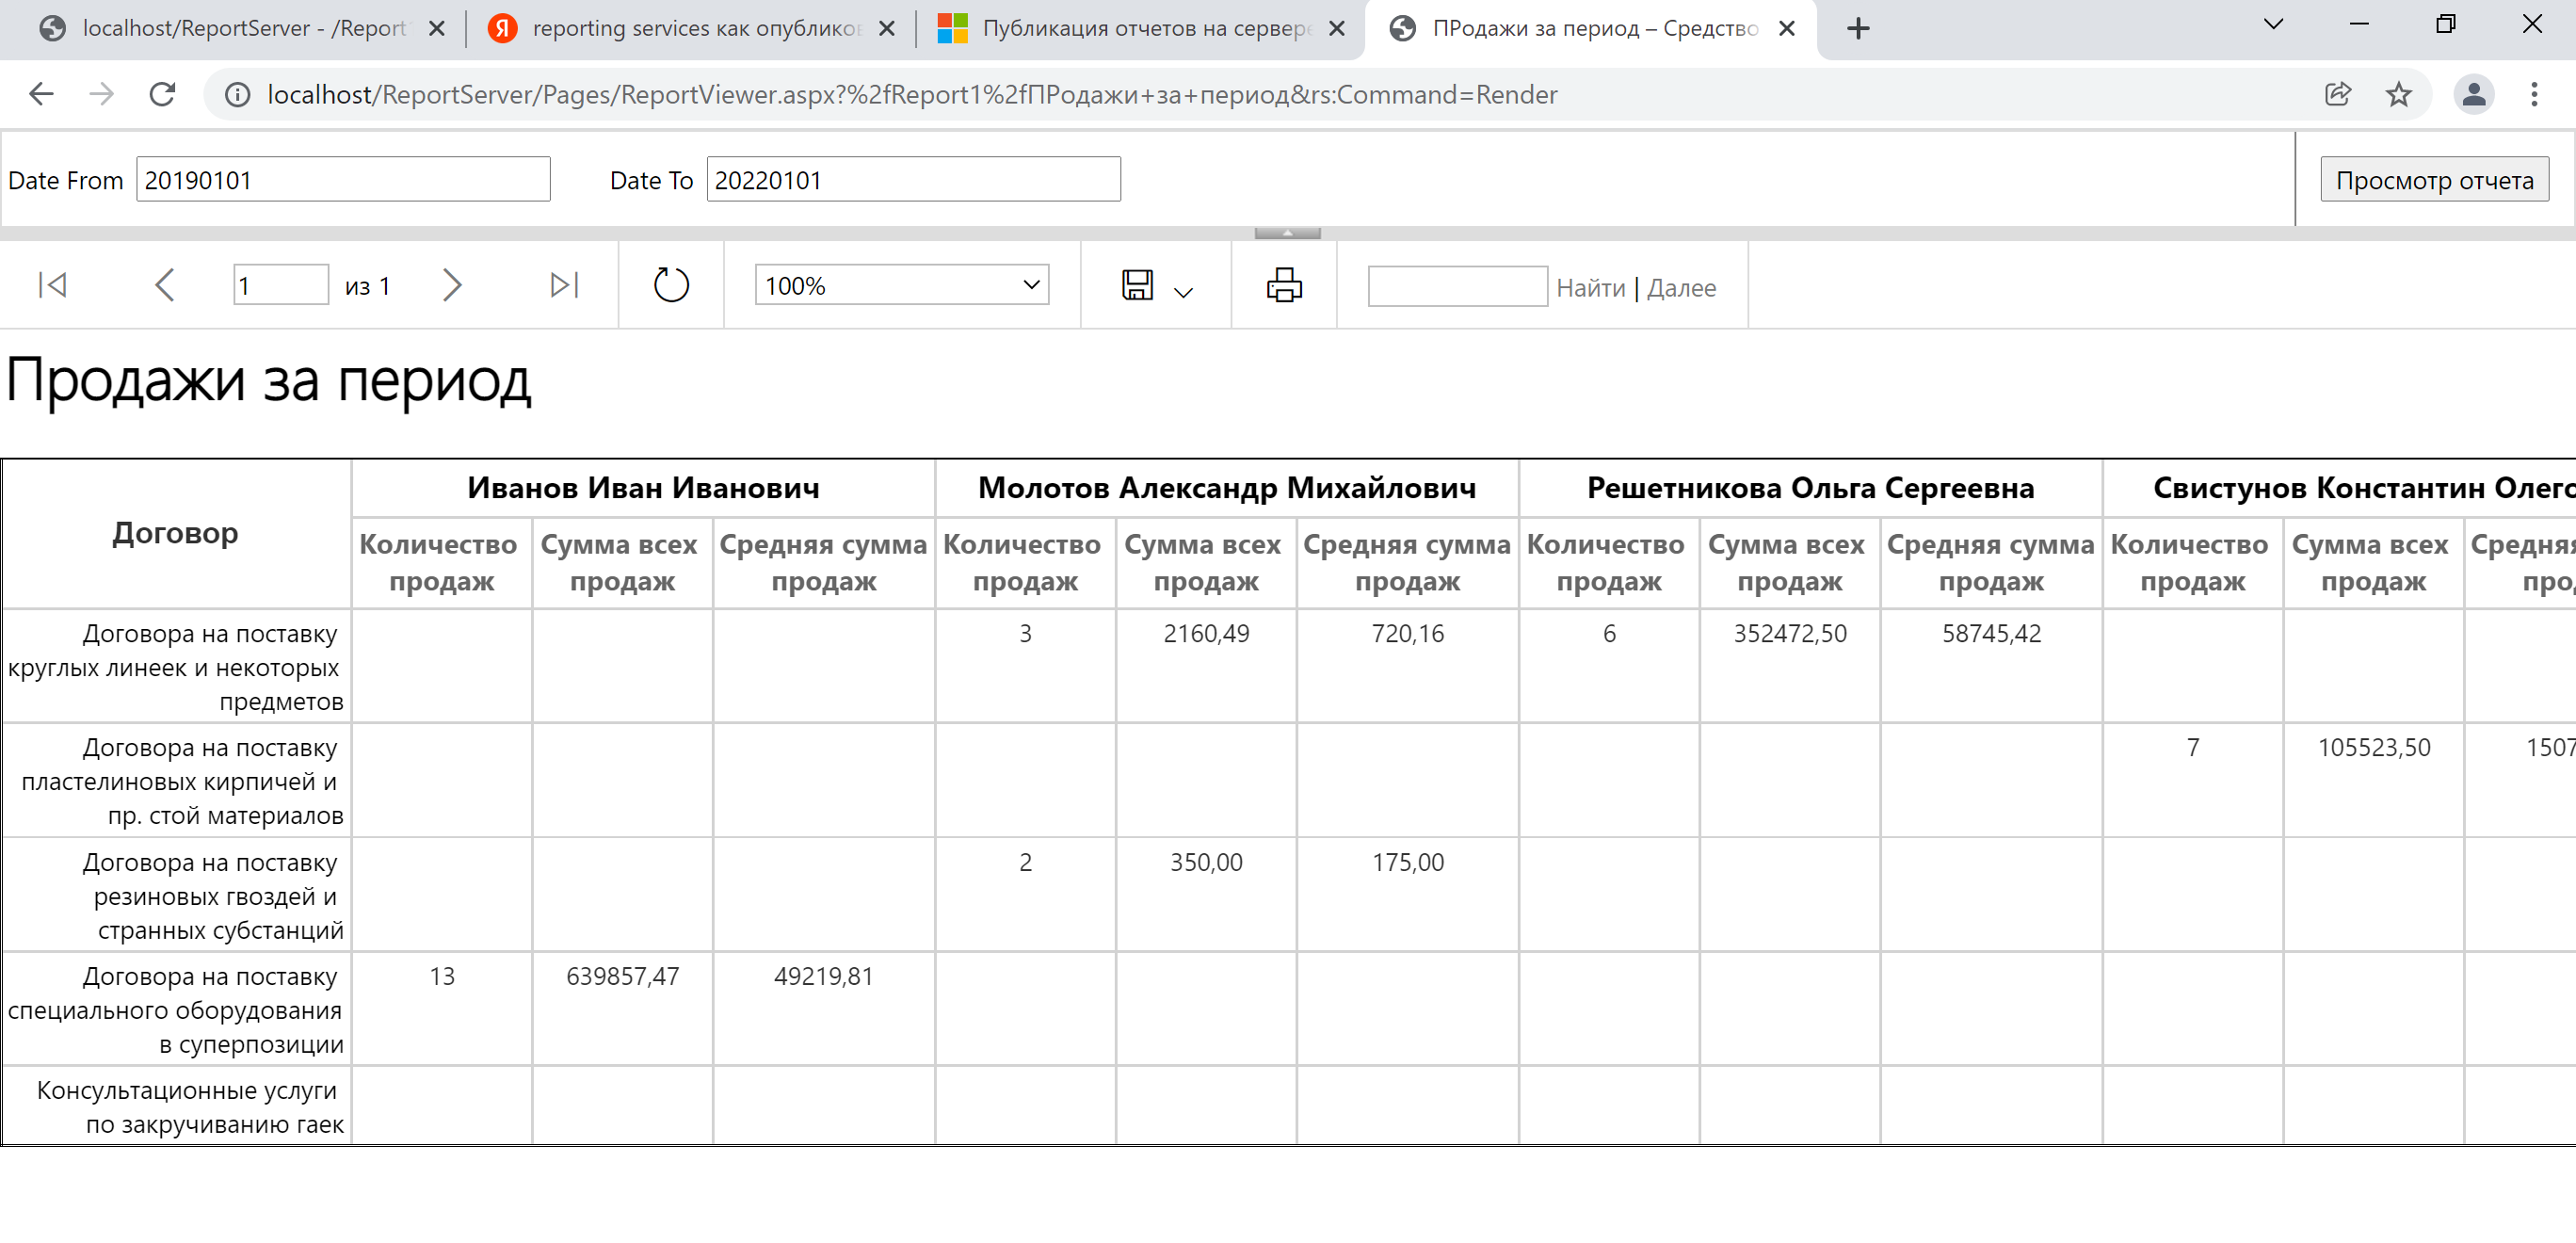 localhost/ReportServer - /Report1
reporting services как опубликов
Публикация отчетов на сервере
ПРодажи за период – Средство
localhost/ReportServer/Pages/ReportViewer.aspx?%2fReport1%2fПРодажи+за+период&rs:Command=Render
Date From 20190101 Date To 20220101 Просмотр отчета
1 из 1 100% Найти | Далее
Продажи за период
Договор Иванов Иван Иванович Молотов Александр Михайлович Решетникова Ольга Сергеевна Свистунов Константин Олего
Количество Сумма всех Средняя сумма Количество Сумма всех Средняя сумма Количество Сумма всех Средняя сумма Количество Сумма всех Средняя
продаж продаж продаж продаж продаж продаж продаж продаж продаж продаж продаж прод
Договора на поставку 3 2160,49 720,16 6 352472,50 58745,42
круглых линеек и некоторых
предметов
Договора на поставку 7 105523,50 1507
пластелиновых кирпичей и
пр. стой материалов
Договора на поставку 2 350,00 175,00
резиновых гвоздей и
странных субстанций
Договора на поставку 13 639857,47 49219,81
специального оборудования
в суперпозиции
Консультационные услуги
по закручиванию гаек